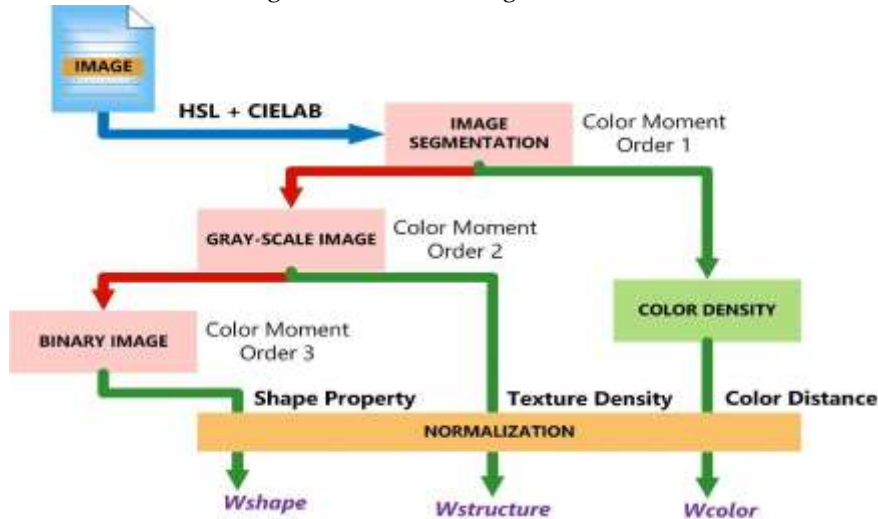 IMAGE
HSL + CIELAB
IMAGE
SEGMENTATION
Color Moment
Order 1
GRAY-SCALE IMAGE
Color Moment
Order 2
COLOR DENSITY
BINARY IMAGE
Color Moment
Order 3
Shape Property
Texture Density
Color Distance
NORMALIZATION
Wshape
Wstructure
Wcolor